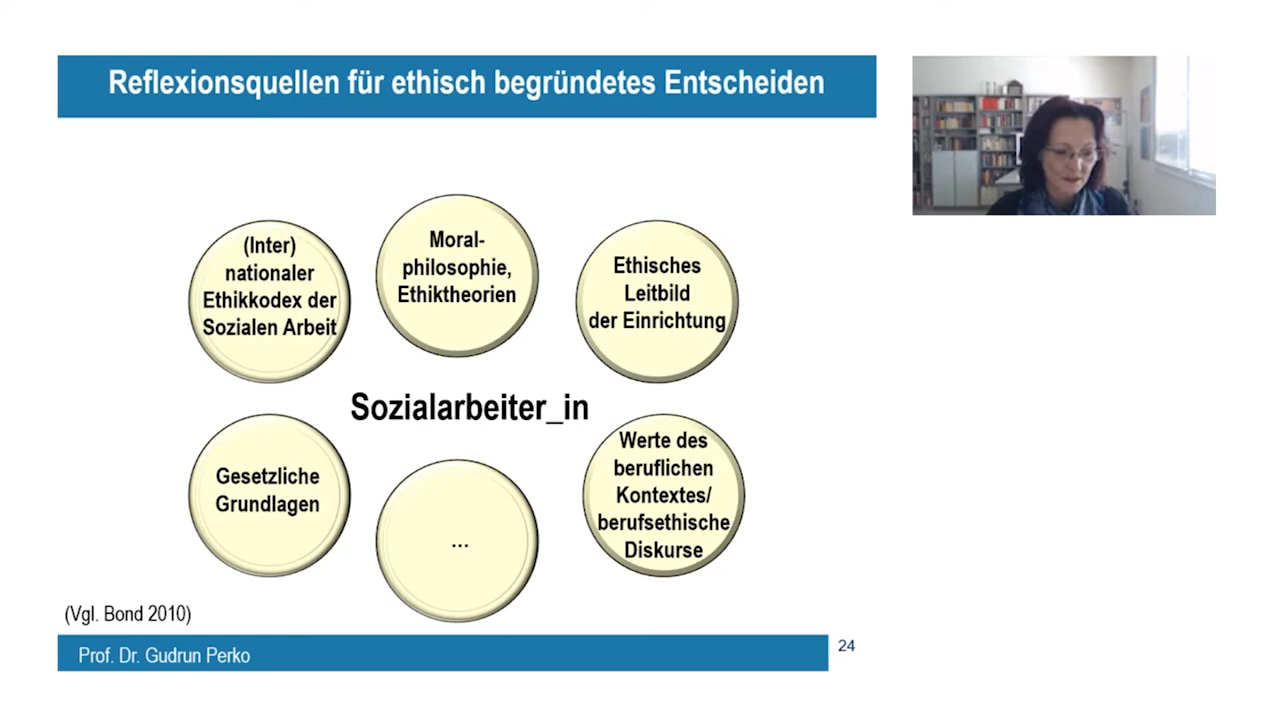 Reflexionsquellen für ethisch begründetes Entscheiden
(Inter)
nationaler
Ethikkodex der
Sozialen Arbeit
Moral-
philosophie,
Ethiktheorien
Ethisches
Leitbild
der Einrichtung
Sozialarbeiter_in
Gesetzliche
Grundlagen
...
Werte des
beruflichen
Kontextes/
berufsethische
Diskurse
(Vgl. Bond 2010)
Prof. Dr. Gudrun Perko
24